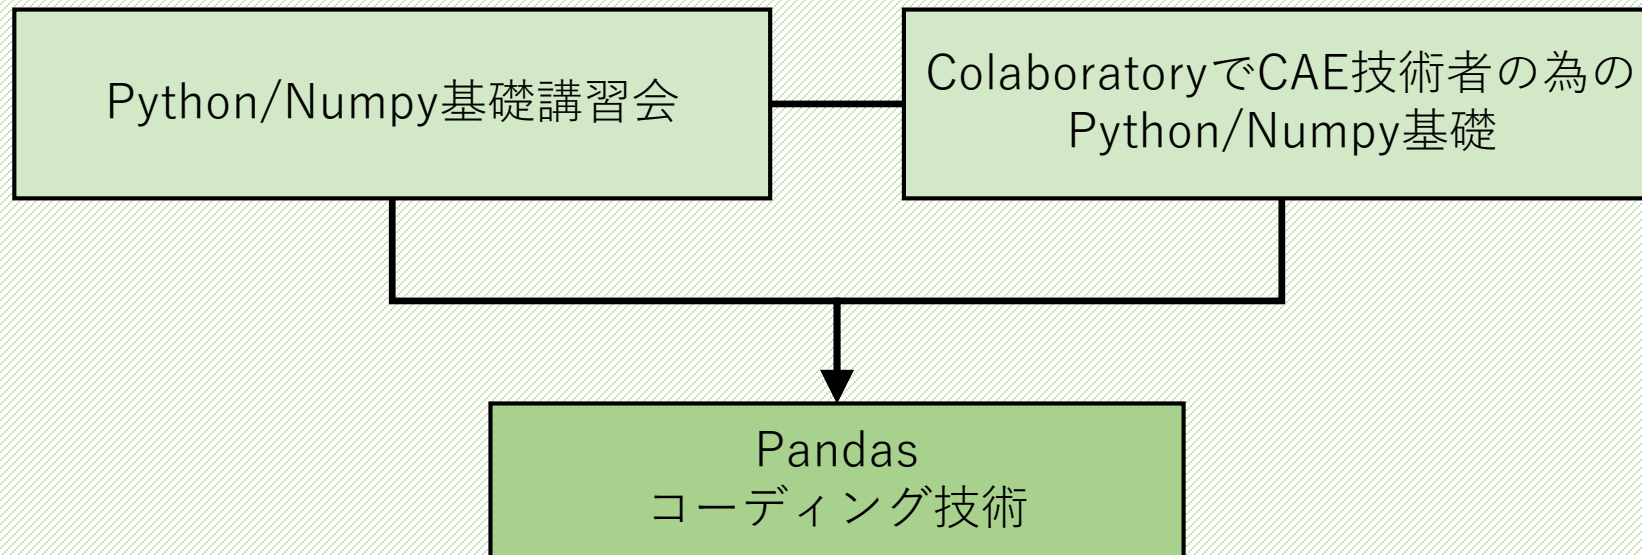 Python/Numpy基礎講習会
ColaboratoryでCAE技術者の為の
Python/Numpy基礎
Pandas
コーディング技術